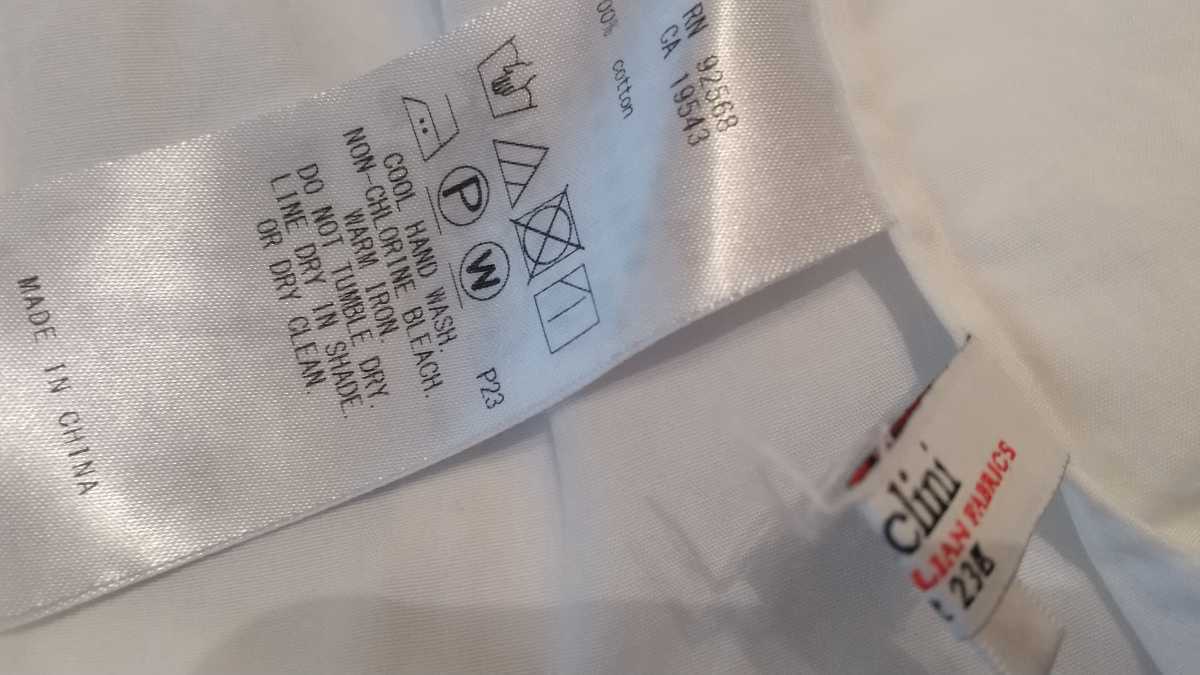 RN 92568
CA 19543
00% cotton
P
W
COOL HAND WASH.
NON-CHLORINE BLEACH.
WARM IRON.
DO NOT TUMBLE DRY.
LINE DRY IN SHADE.
OR DRY CLEAN.
P23
MADE IN CHINA
clini
LIAN FABRICS
238